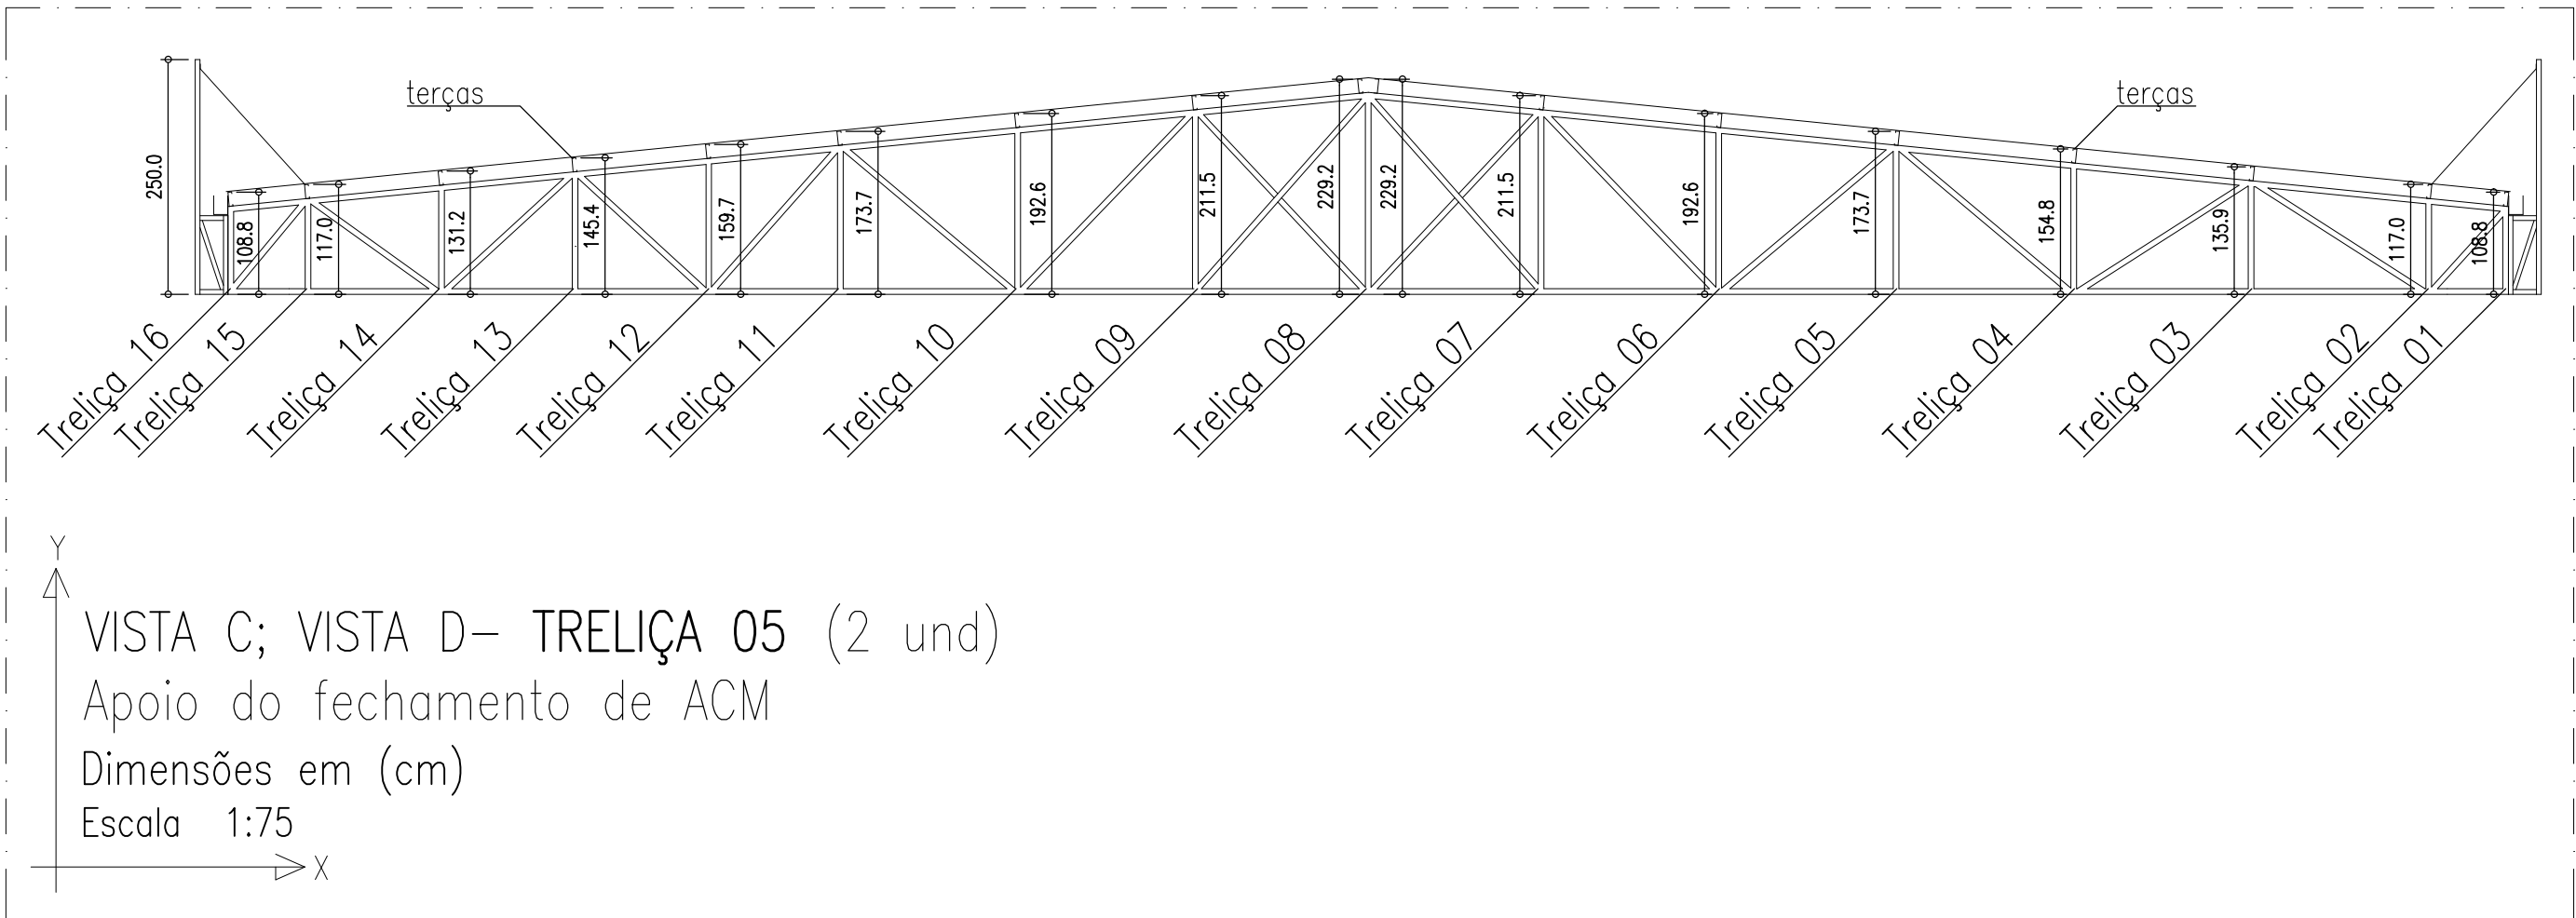 terças
terças
250.0
108.8
117.0
131.2
145.4
159.7
173.7
192.6
211.5
229.2
229.2
211.5
192.6
173.7
154.8
135.9
117.0
108.8
Treliça 16
Treliça 15
Treliça 14
Treliça 13
Treliça 12
Treliça 11
Treliça 10
Treliça 09
Treliça 08
Treliça 07
Treliça 06
Treliça 05
Treliça 04
Treliça 03
Treliça 02
Treliça 01
Y
VISTA C; VISTA D- TRELIÇA 05 (2 und)
Apoio do fechamento de ACM
Dimensões em (cm)
Escala 1:75
X